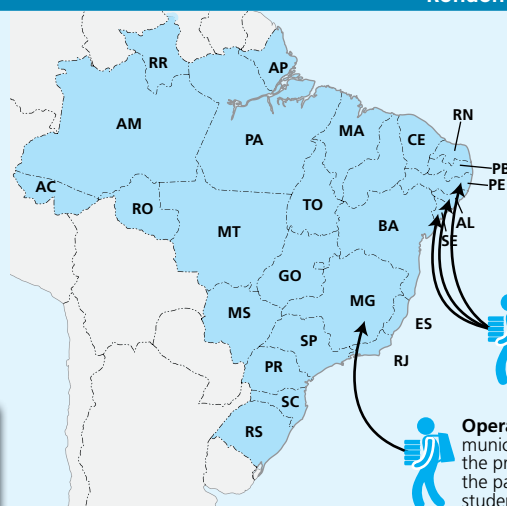 RR
AP
AM
PA
MA
CE
RN
PB
PE
AL
SE
AC
RO
TO
BA
MT
GO
MG
MS
ES
SP
RJ
PR
SC
RS
Opera
munic
the pr
the pa
studen